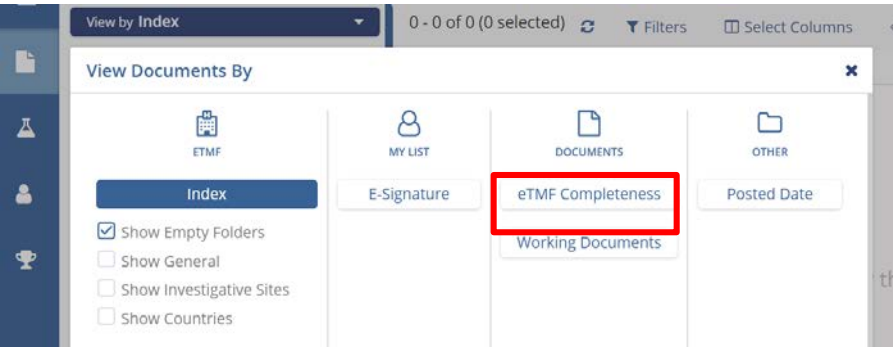 View by Index
0 - 0 of 0 (0 selected)
Filters
Select Columns
View Documents By
ETMF
MY LIST
DOCUMENTS
OTHER
Index
E-Signature
eTMF Completeness
Posted Date
Show Empty Folders
Working Documents
Show General
Show Investigative Sites
Show Countries